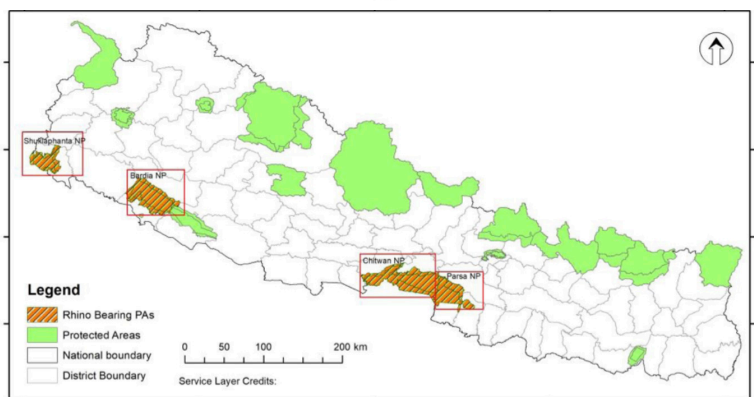 Shuklaphanta NP
Bardia NP
Chitwan NP
Parsa NP
Legend
Rhino Bearing PAs
Protected Areas
National boundary
District Boundary
0 50 100 200 km
Service Layer Credits: